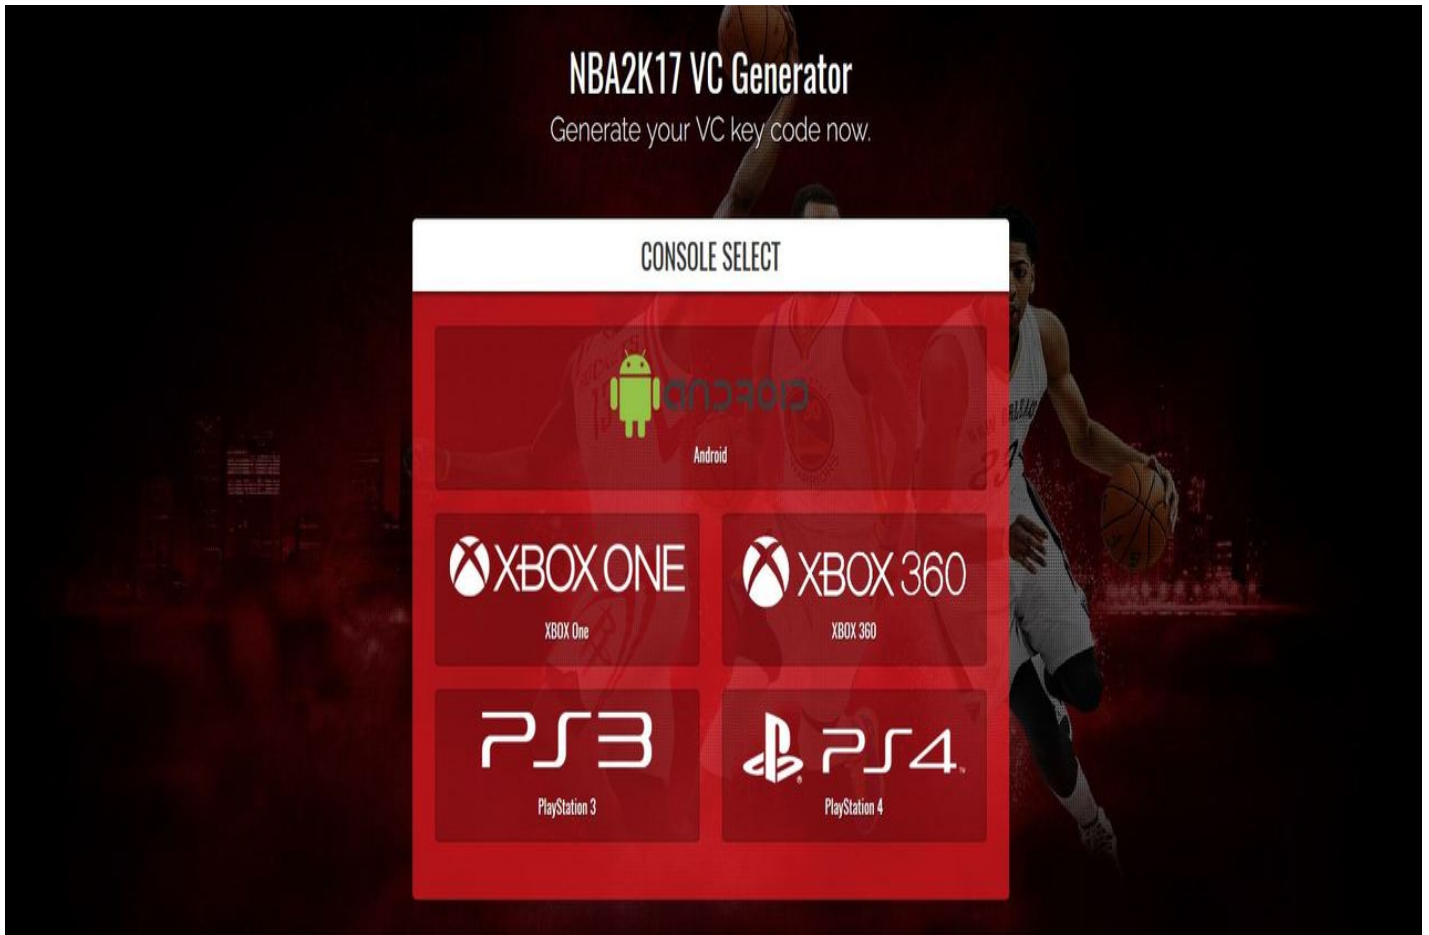 NBA2K17 VC Generator
Generate your VC key code now.
CONSOLE SELECT
ANDROID
Android
XBOX ONE
XBOX 360
XBOX One
XBOX 360
PS3
PS4
PlayStation 3
PlayStation 4